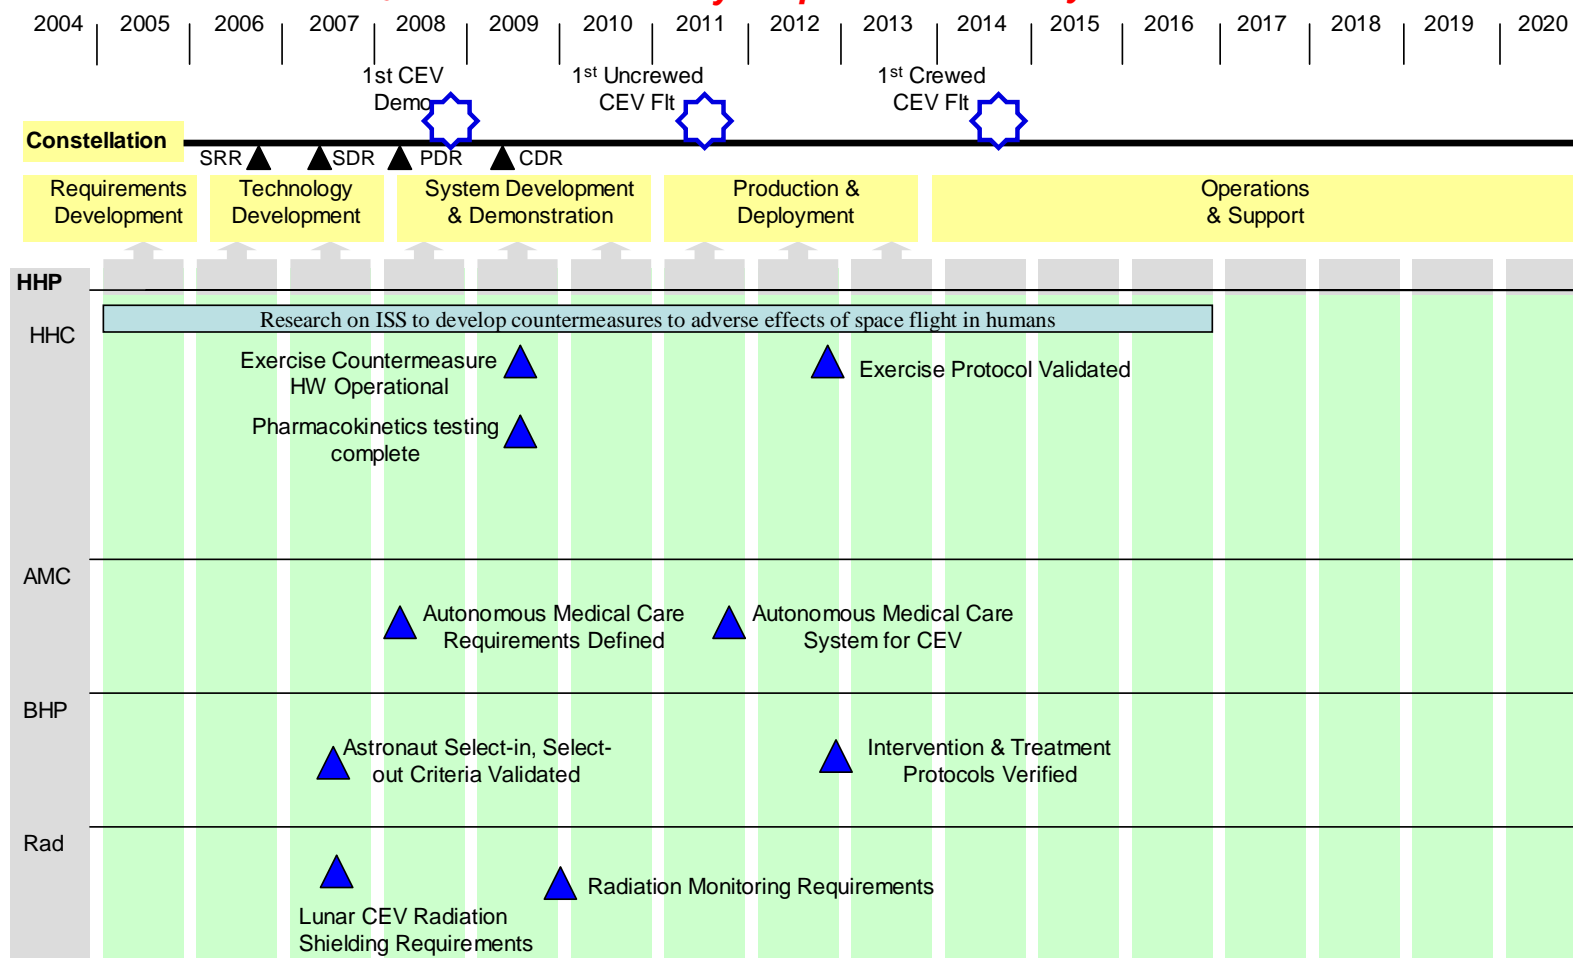 2004 2005 2006 2007 2008 2009 2010 2011 2012 2013 2014 2015 2016 2017 2018 2019 2020
1st CEV
Demo
1st Uncrewed
CEV Flt
1st Crewed
CEV Flt
Constellation
SRR SDR PDR CDR
Requirements
Development
Technology
Development
System Development
& Demonstration
Production &
Deployment
Operations
& Support
HHP
HHC
Research on ISS to develop countermeasures to adverse effects of space flight in humans
Exercise Countermeasure
HW Operational
Exercise Protocol Validated
Pharmacokinetics testing
complete
AMC
Autonomous Medical Care
Requirements Defined
Autonomous Medical Care
System for CEV
BHP
Astronaut Select-in, Select-
out Criteria Validated
Intervention & Treatment
Protocols Verified
Rad
Radiation Monitoring Requirements
Lunar CEV Radiation
Shielding Requirements